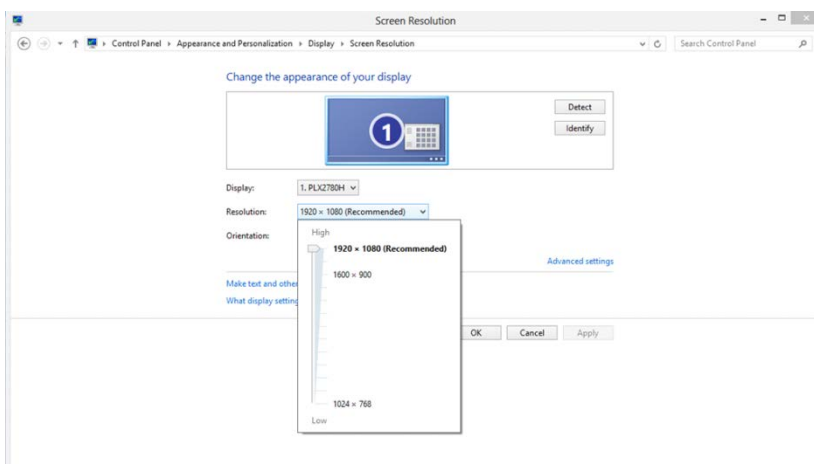 Screen Resolution
Control Panel Appearance and Personalization Display Screen Resolution
Search Control Panel
Change the appearance of your display
1
Detect
Identify
Display: 1. PLX2780H
Resolution: 1920 × 1080 (Recommended)
Orientation:
High
1920 × 1080 (Recommended)
1600 × 900
1024 × 768
Low
Advanced settings
Make text and other
What display setting
OK Cancel Apply